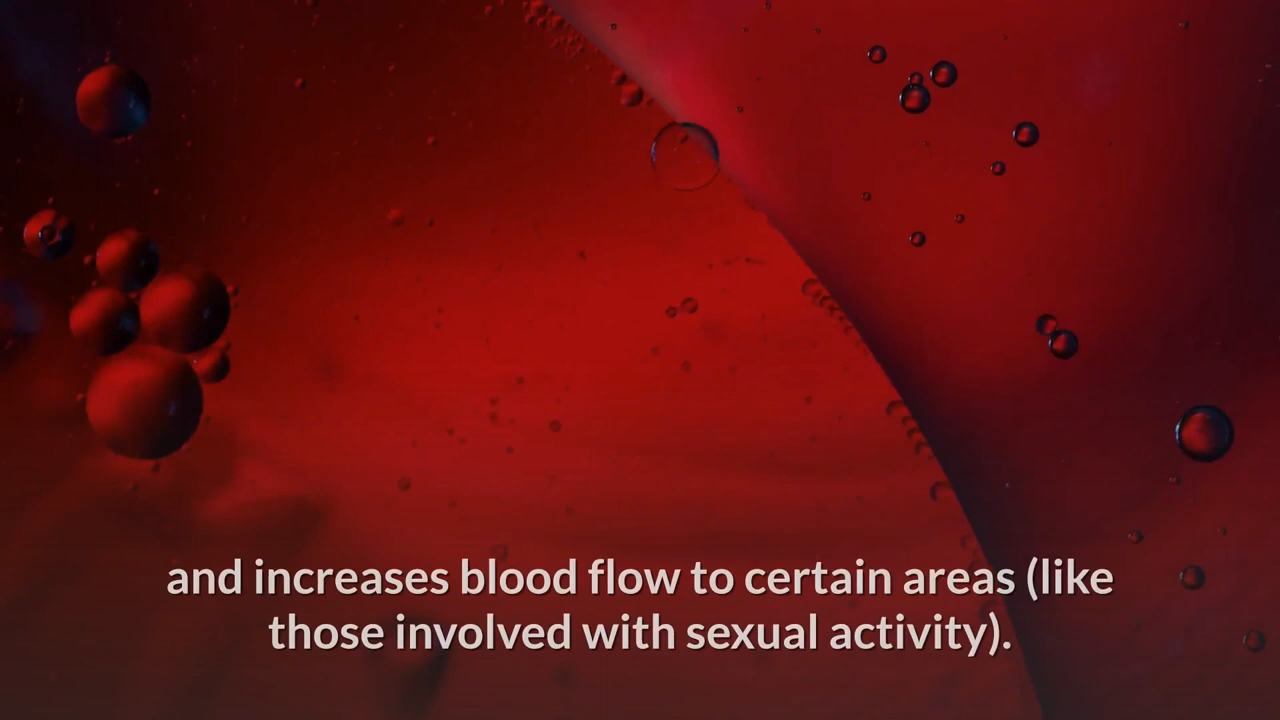 and increases blood flow to certain areas (like
those involved with sexual activity).